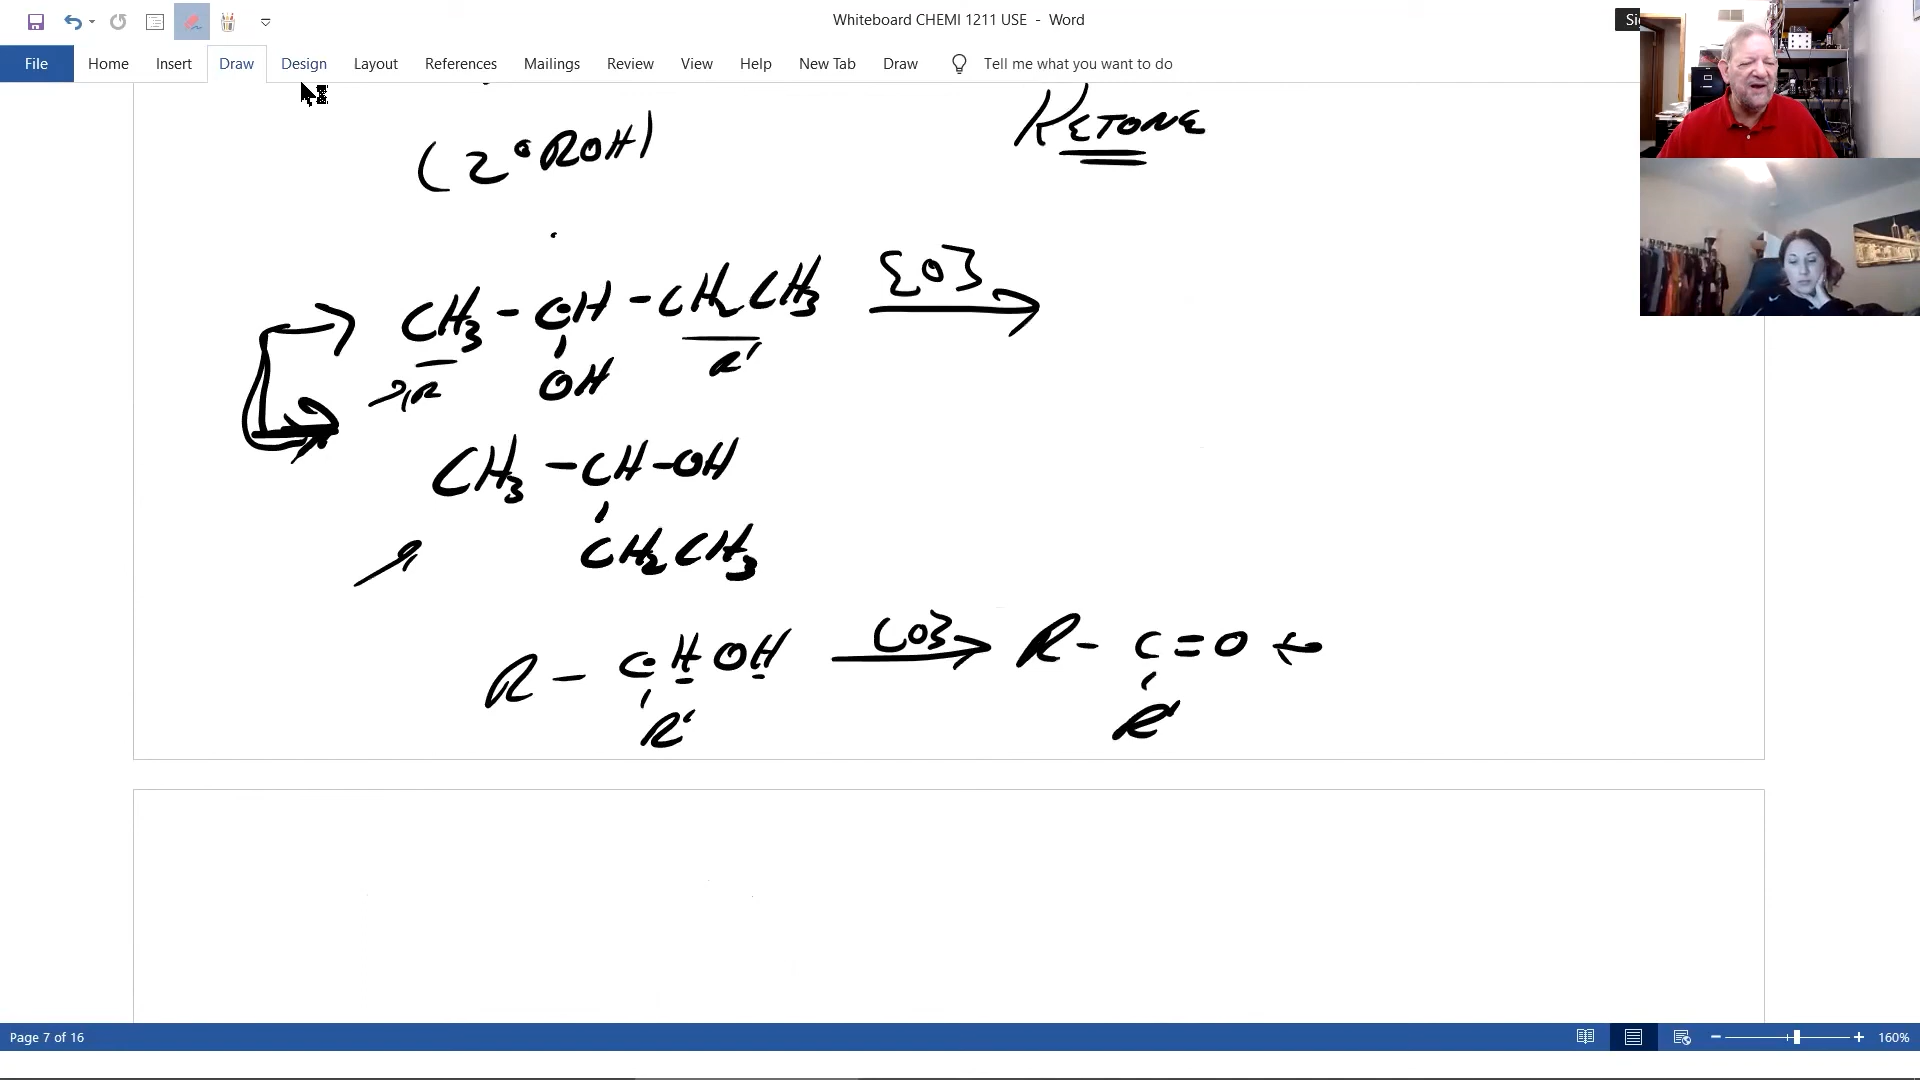 Whiteboard CHEMI 1211 USE - Word
File Home Insert Draw Design Layout References Mailings Review View Help New Tab Draw Tell me what you want to do
(2° ROH)
KETONE
CH3 - CH - CH2CH3 {O}
R
OH
R'
CH3 - CH - OH
CH2CH3
R - CHOH {O} R - C = O
R'
R'
Page 7 of 16
160%